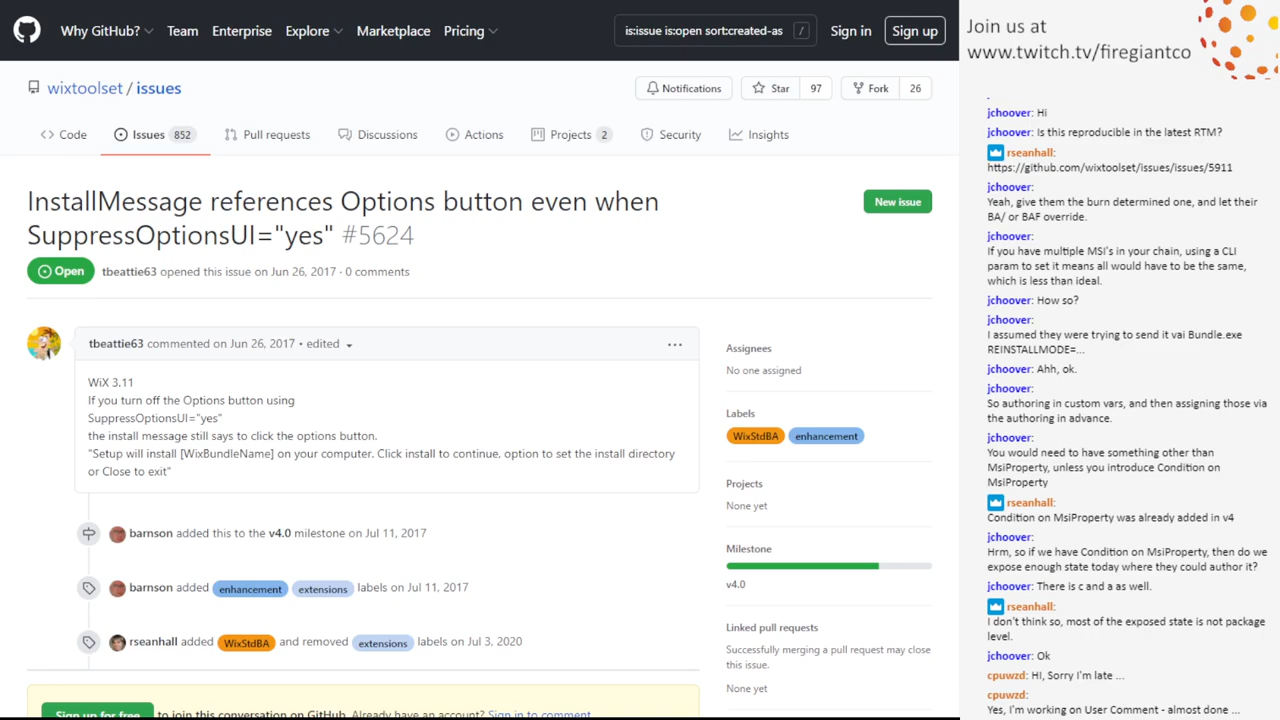 Why GitHub? Team Enterprise Explore Marketplace Pricing
is:issue is:open sort:created-as /
Sign in Sign up
wixtoolset / issues
Notifications Star 97 Fork 26
Code Issues 852 Pull requests Discussions Actions Projects 2 Security Insights
InstallMessage references Options button even when
SuppressOptionsUI="yes" #5624
New issue
Open tbeattie63 opened this issue on Jun 26, 2017 · 0 comments
tbeattie63 commented on Jun 26, 2017 • edited
WiX 3.11
If you turn off the Options button using
SuppressOptionsUI="yes"
the install message still says to click the options button.
"Setup will install [WixBundleName] on your computer. Click install to continue, option to set the install directory
or Close to exit"
barnson added this to the v4.0 milestone on Jul 11, 2017
barnson added enhancement extensions labels on Jul 11, 2017
rseanhall added WixStdBA and removed extensions labels on Jul 3, 2020
Sign up for free to join this conversation on GitHub. Already have an account? Sign in to comment
Assignees
No one assigned
Labels
WixStdBA enhancement
Projects
None yet
Milestone
v4.0
Linked pull requests
Successfully merging a pull request may close
this issue.
None yet
Join us at
www.twitch.tv/firegiantco
jchoover: Hi
jchoover: Is this reproducible in the latest RTM?
rseanhall:
https://github.com/wixtoolset/issues/issues/5911
jchoover:
Yeah, give them the burn determined one, and let their
BA/ or BAF override.
jchoover:
If you have multiple MSI's in your chain, using a CLI
param to set it means all would have to be the same,
which is less than ideal.
jchoover: How so?
jchoover:
I assumed they were trying to send it vai Bundle.exe
REINSTALLMODE=...
jchoover: Ahh, ok.
jchoover:
So authoring in custom vars, and then assigning those via
the authoring in advance.
jchoover:
You would need to have something other than
MsiProperty, unless you introduce Condition on
MsiProperty
rseanhall:
Condition on MsiProperty was already added in v4
jchoover:
Hrm, so if we have Condition on MsiProperty, then do we
expose enough state today where they could author it?
jchoover: There is c and a as well.
rseanhall:
I don't think so, most of the exposed state is not package
level.
jchoover: Ok
cpuwzd: HI, Sorry I'm late ...
cpuwzd:
Yes, I'm working on User Comment - almost done ...